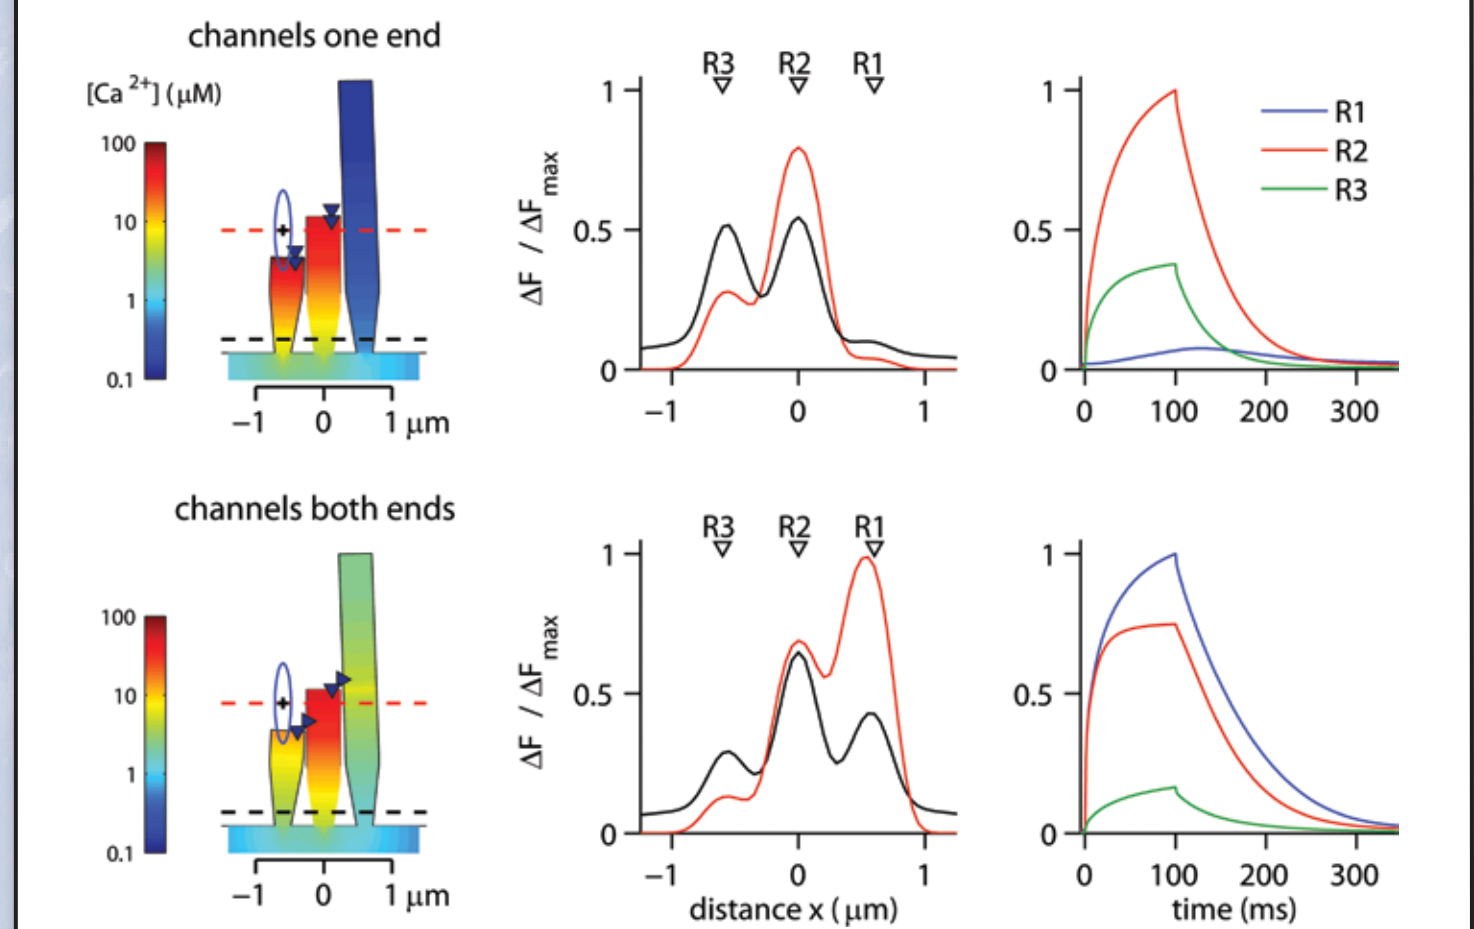 channels one end
[Ca 2+] (μM)
100
10
1
0.1
−1 0 1 μm
R3 R2 R1
1
0.5
0
ΔF / ΔFmax
−1 0 1
1
0.5
0
R1
R2
R3
0 100 200 300
channels both ends
100
10
1
0.1
−1 0 1 μm
R3 R2 R1
1
0.5
0
ΔF / ΔFmax
−1 0 1
distance x (μm)
1
0.5
0
0 100 200 300
time (ms)